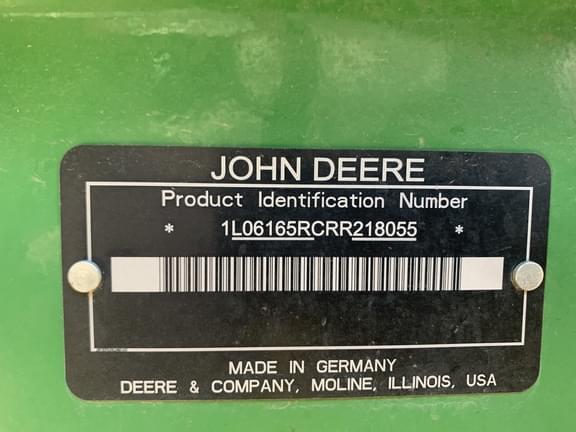 JOHN DEERE
Product Identification Number
* 1L06165RCRR218055 *
MADE IN GERMANY
DEERE & COMPANY, MOLINE, ILLINOIS, USA